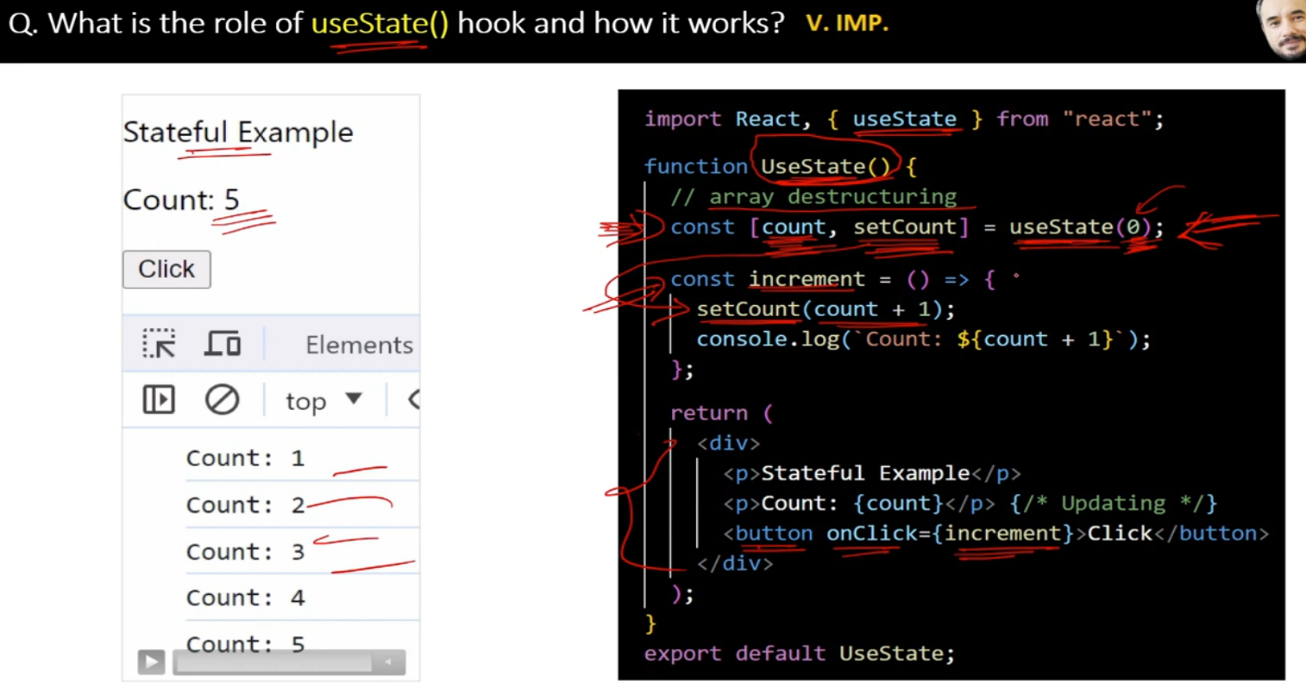 Q. What is the role of useState() hook and how it works? V. IMP.
Stateful Example
Count: 5
Click
Elements
top
Count: 1
Count: 2
Count: 3
Count: 4
Count: 5
import React, { useState } from "react";
function UseState() {
// array destructuring
const [count, setCount] = useState(0);
const increment = () => {
setCount(count + 1);
console.log(`Count: ${count + 1}`);
};
return (
<div>
<p>Stateful Example</p>
<p>Count: {count}</p> {/* Updating */}
<button onClick={increment}>Click</button>
</div>
);
}
export default UseState;